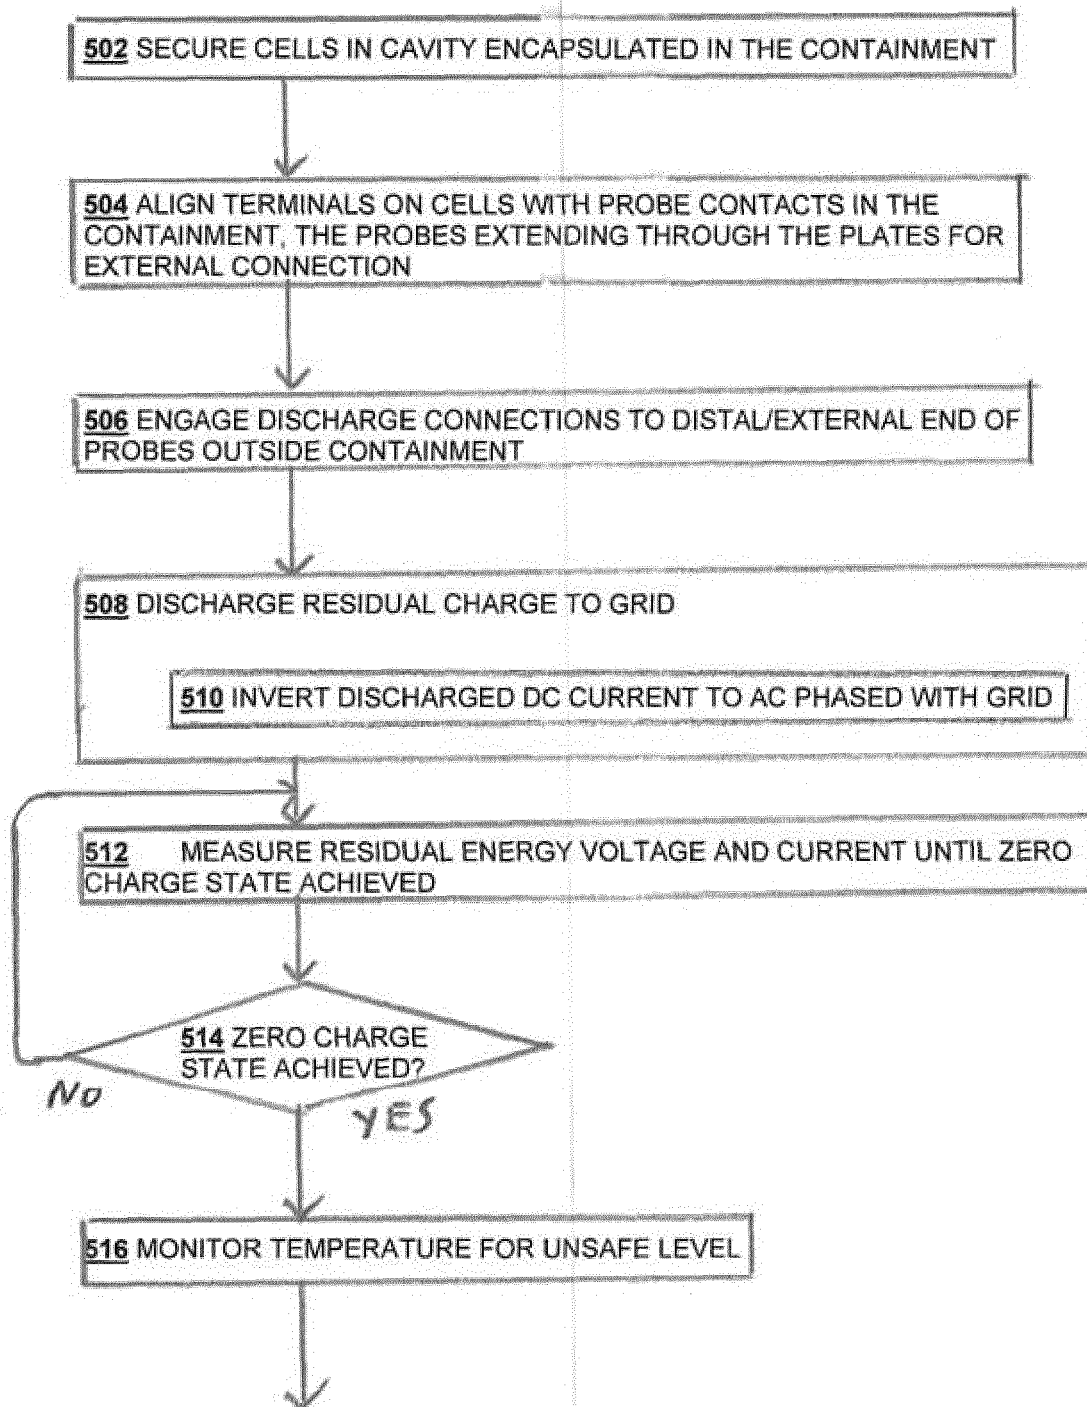 502 SECURE CELLS IN CAVITY ENCAPSULATED IN THE CONTAINMENT
504 ALIGN TERMINALS ON CELLS WITH PROBE CONTACTS IN THE
CONTAINMENT, THE PROBES EXTENDING THROUGH THE PLATES FOR
EXTERNAL CONNECTION
506 ENGAGE DISCHARGE CONNECTIONS TO DISTAL/EXTERNAL END OF
PROBES OUTSIDE CONTAINMENT
508 DISCHARGE RESIDUAL CHARGE TO GRID
510 INVERT DISCHARGED DC CURRENT TO AC PHASED WITH GRID
512 MEASURE RESIDUAL ENERGY VOLTAGE AND CURRENT UNTIL ZERO
CHARGE STATE ACHIEVED
514 ZERO CHARGE
STATE ACHIEVED?
NO
YES
516 MONITOR TEMPERATURE FOR UNSAFE LEVEL